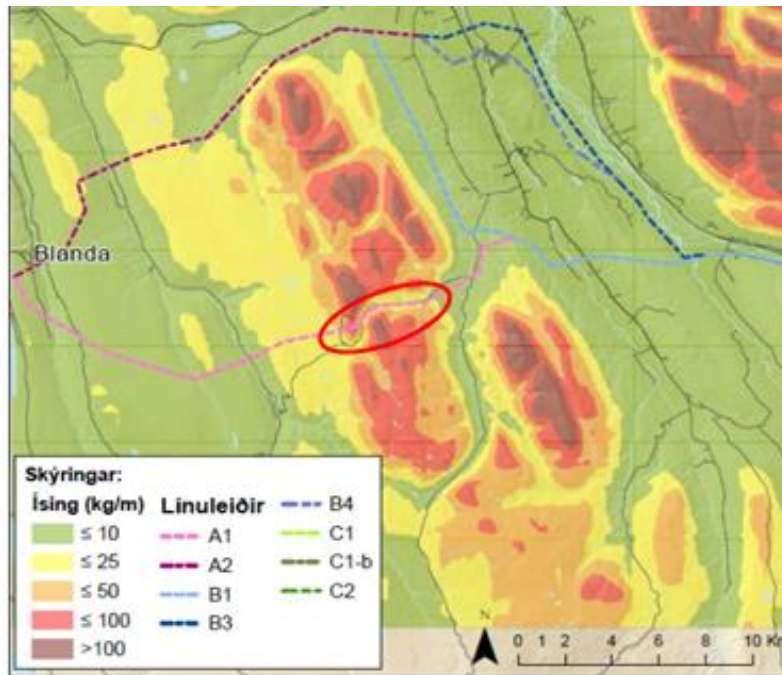 Blanda
Skýringar:
Ísing (kg/m)
≤ 10
≤ 25
≤ 50
≤ 100
>100
Línuleiðir
A1
A2
B1
B3
B4
C1
C1-b
C2
N
0 1 2 4 6 8 10